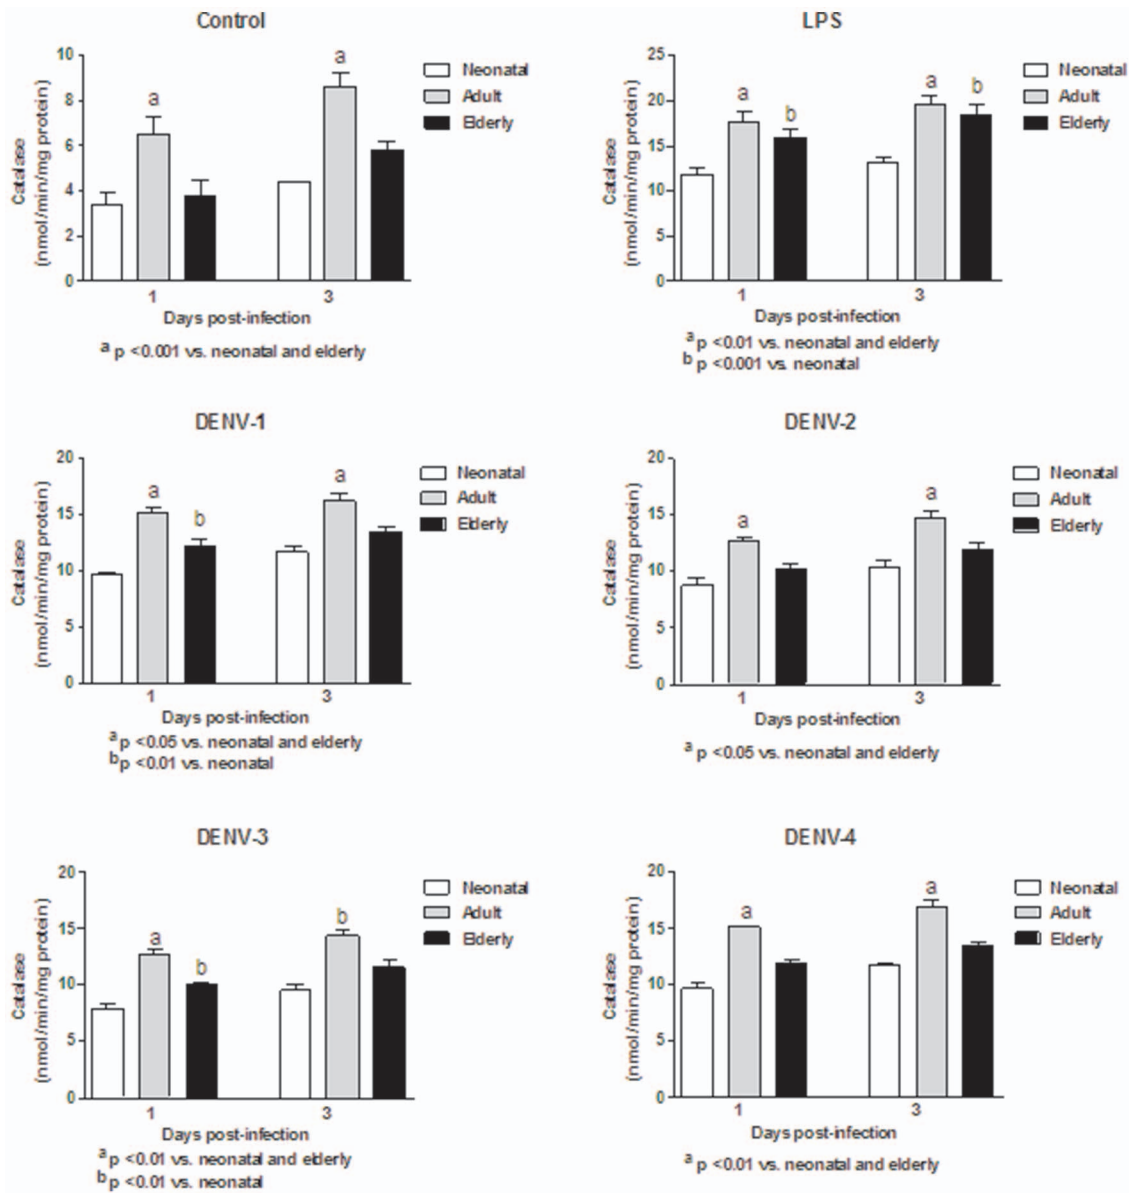 Control
10
8
6
4
2
0
Catalase
(nmol/min/mg protein)
a
a
1
3
Days post-infection
Neonatal
Adult
Elderly
a p <0.001 vs. neonatal and elderly
LPS
25
20
15
10
5
0
Catalase
(nmol/min/mg protein)
a
b
a
b
1
3
Days post-infection
Neonatal
Adult
Elderly
a p <0.01 vs. neonatal and elderly
b p <0.001 vs. neonatal
DENV-1
20
15
10
5
0
Catalase
(nmol/min/mg protein)
a
b
a
1
3
Days post-infection
Neonatal
Adult
Elderly
a p <0.05 vs. neonatal and elderly
b p <0.01 vs. neonatal
DENV-2
20
15
10
5
0
Catalase
(nmol/min/mg protein)
a
a
1
3
Days post-infection
Neonatal
Adult
Elderly
a p <0.05 vs. neonatal and elderly
DENV-3
20
15
10
5
0
Catalase
(nmol/min/mg protein)
a
b
b
1
3
Days post-infection
Neonatal
Adult
Elderly
a p <0.01 vs. neonatal and elderly
b p <0.01 vs. neonatal
DENV-4
20
15
10
5
0
Catalase
(nmol/min/mg protein)
a
a
1
3
Days post-infection
Neonatal
Adult
Elderly
a p <0.01 vs. neonatal and elderly